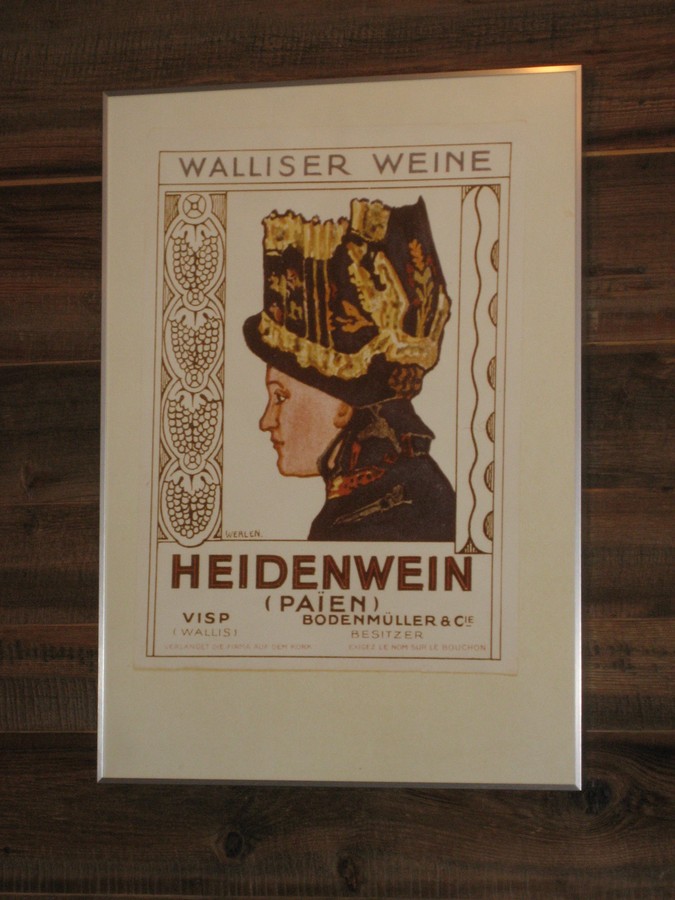 WALLISER WEINE
WERLEN.
HEIDENWEIN
(PAÏEN)
VISP BODENMÜLLER & CIE
(WALLIS) BESITZER
VERLANGET DIE FIRMA AUF DEM KORK EXIGEZ LE NOM SUR LE BOUCHON